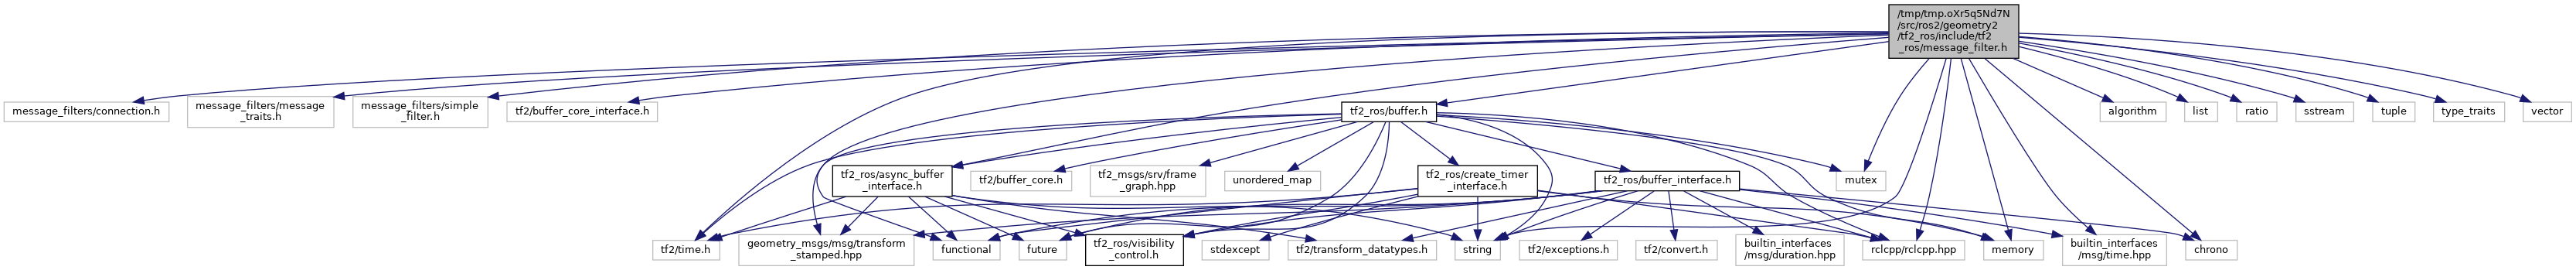 /tmp/tmp.oXr5q5Nd7N
/src/ros2/geometry2
/tf2_ros/include/tf2
_ros/message_filter.h
message_filters/connection.h
message_filters/message
_traits.h
message_filters/simple
_filter.h
tf2/buffer_core_interface.h
tf2_ros/buffer.h
algorithm
list
ratio
sstream
tuple
type_traits
vector
tf2_ros/async_buffer
_interface.h
tf2/buffer_core.h
tf2_msgs/srv/frame
_graph.hpp
unordered_map
tf2_ros/create_timer
_interface.h
tf2_ros/buffer_interface.h
mutex
tf2/time.h
geometry_msgs/msg/transform
_stamped.hpp
functional
future
tf2_ros/visibility
_control.h
stdexcept
tf2/transform_datatypes.h
string
tf2/exceptions.h
tf2/convert.h
builtin_interfaces
/msg/duration.hpp
rclcpp/rclcpp.hpp
memory
builtin_interfaces
/msg/time.hpp
chrono